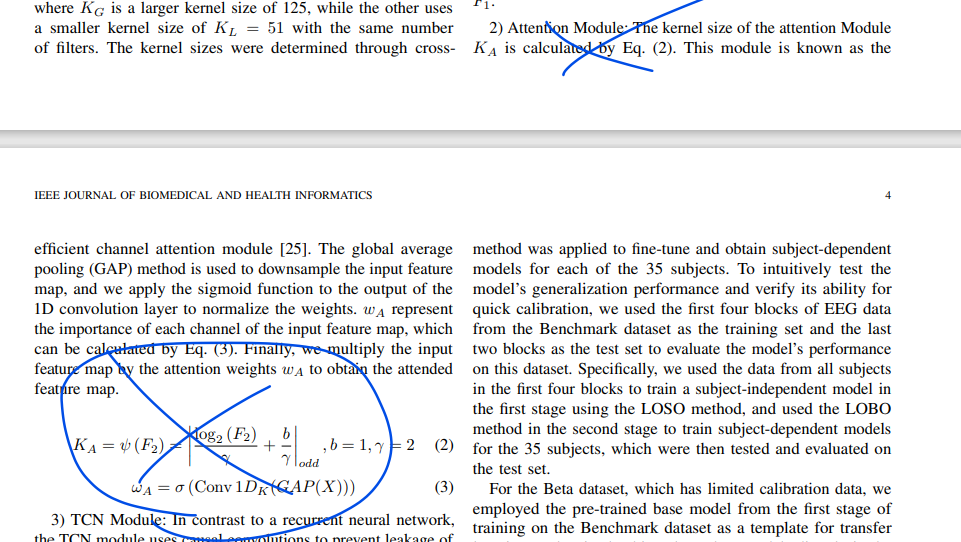 where K_G is a larger kernel size of 125, while the other uses
a smaller kernel size of K_L = 51 with the same number
of filters. The kernel sizes were determined through cross-
F_1.
2) Attention Module: The kernel size of the attention Module
K_A is calculated by Eq. (2). This module is known as the
IEEE JOURNAL OF BIOMEDICAL AND HEALTH INFORMATICS 4
efficient channel attention module [25]. The global average
pooling (GAP) method is used to downsample the input feature
map, and we apply the sigmoid function to the output of the
1D convolution layer to normalize the weights. w_A represent
the importance of each channel of the input feature map, which
can be calculated by Eq. (3). Finally, we multiply the input
feature map by the attention weights w_A to obtain the attended
feature map.
K_A = ψ (F_2) = | log_2 (F_2) / γ + b / γ |_odd , b = 1, γ = 2 (2)
ω_A = σ (Conv1D_K(GAP(X))) (3)
3) TCN Module: In contrast to a recurrent neural network,
the TCN module uses causal convolutions to prevent leakage of
method was applied to fine-tune and obtain subject-dependent
models for each of the 35 subjects. To intuitively test the
model's generalization performance and verify its ability for
quick calibration, we used the first four blocks of EEG data
from the Benchmark dataset as the training set and the last
two blocks as the test set to evaluate the model's performance
on this dataset. Specifically, we used the data from all subjects
in the first four blocks to train a subject-independent model in
the first stage using the LOSO method, and used the LOBO
method in the second stage to train subject-dependent models
for the 35 subjects, which were then tested and evaluated on
the test set.
For the Beta dataset, which has limited calibration data, we
employed the pre-trained base model from the first stage of
training on the Benchmark dataset as a template for transfer